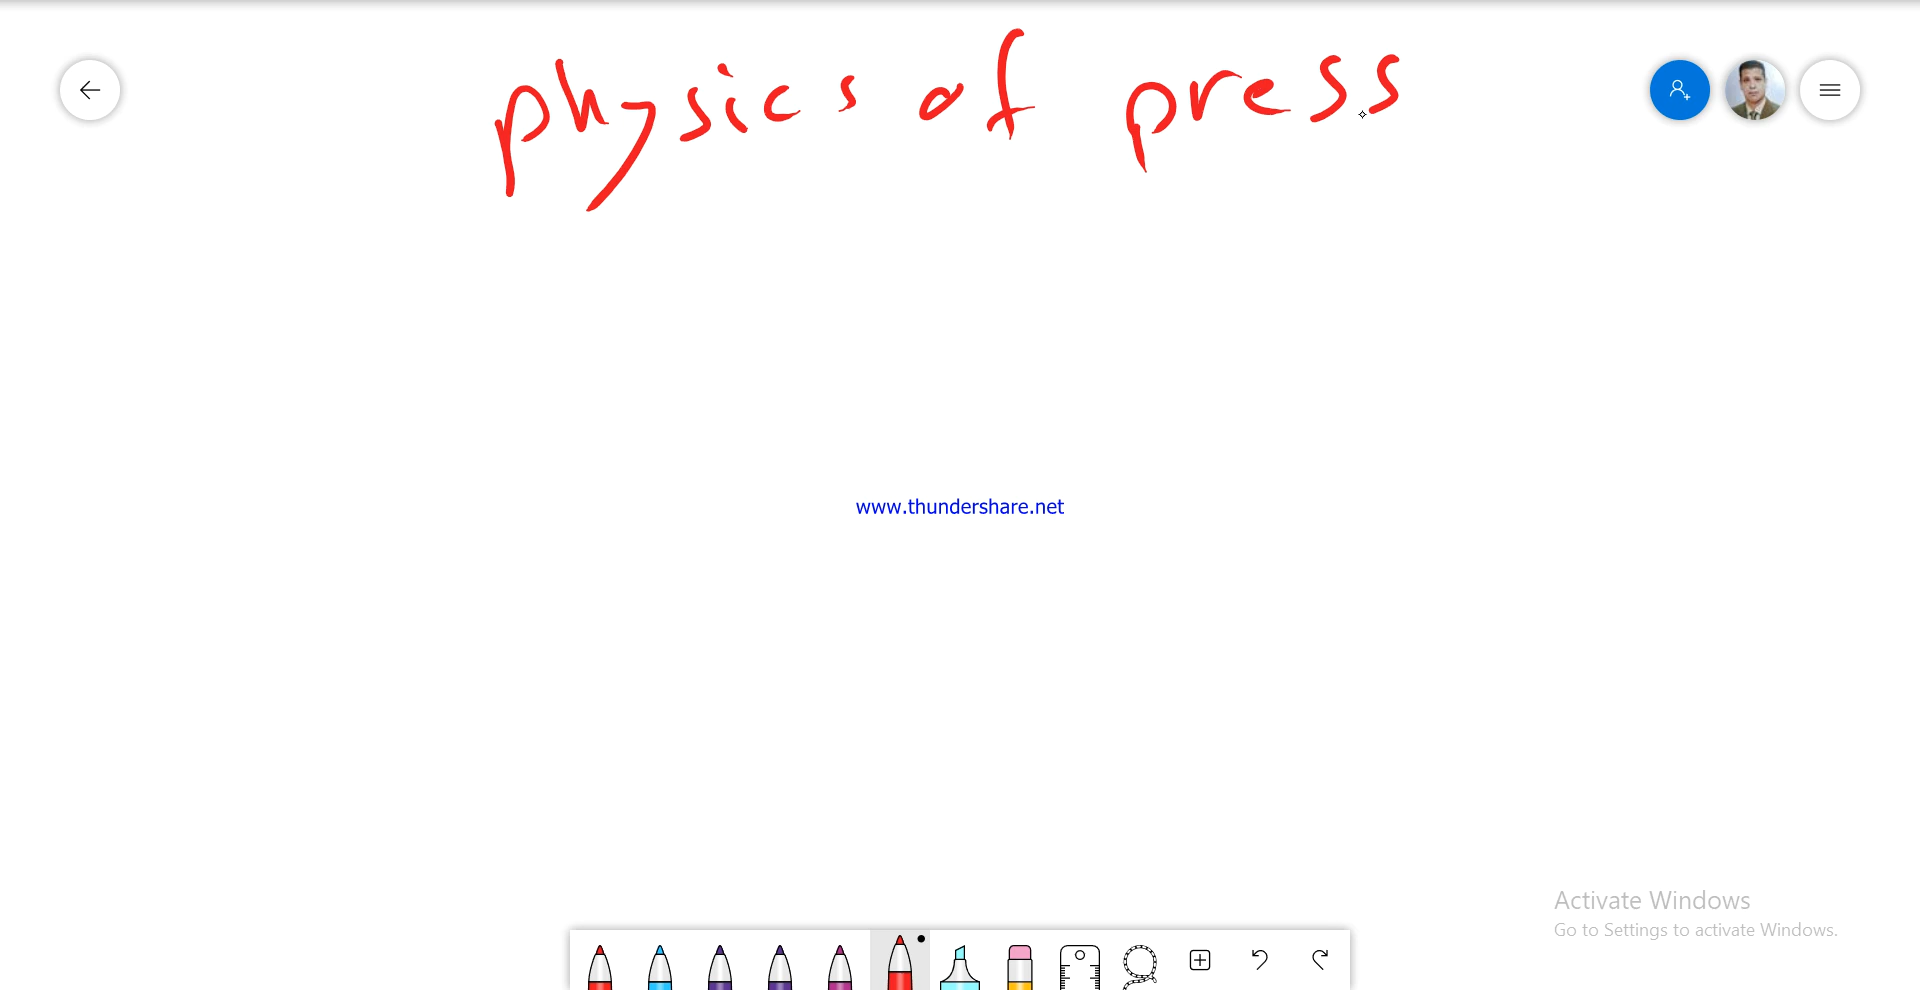 physics of press
www.thundershare.net
Activate Windows
Go to Settings to activate Windows.